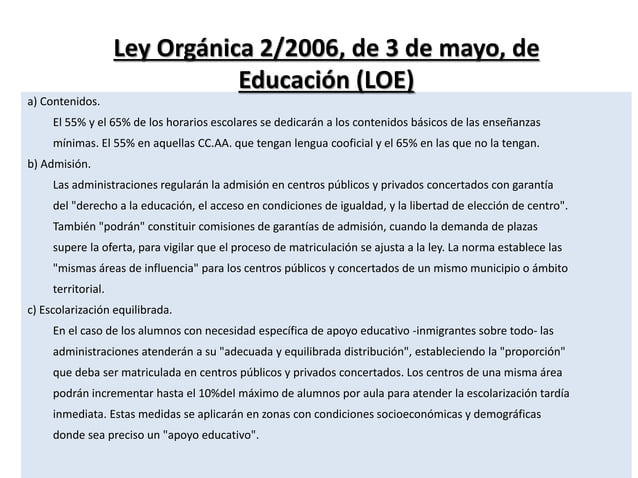 Ley Orgánica 2/2006, de 3 de mayo, de
Educación (LOE)
a) Contenidos.
El 55% y el 65% de los horarios escolares se dedicarán a los contenidos básicos de las enseñanzas
mínimas. El 55% en aquellas CC.AA. que tengan lengua cooficial y el 65% en las que no la tengan.
b) Admisión.
Las administraciones regularán la admisión en centros públicos y privados concertados con garantía
del "derecho a la educación, el acceso en condiciones de igualdad, y la libertad de elección de centro".
También "podrán" constituir comisiones de garantías de admisión, cuando la demanda de plazas
supere la oferta, para vigilar que el proceso de matriculación se ajusta a la ley. La norma establece las
"mismas áreas de influencia" para los centros públicos y concertados de un mismo municipio o ámbito
territorial.
c) Escolarización equilibrada.
En el caso de los alumnos con necesidad específica de apoyo educativo -inmigrantes sobre todo- las
administraciones atenderán a su "adecuada y equilibrada distribución", estableciendo la "proporción"
que deba ser matriculada en centros públicos y privados concertados. Los centros de una misma área
podrán incrementar hasta el 10%del máximo de alumnos por aula para atender la escolarización tardía
inmediata. Estas medidas se aplicarán en zonas con condiciones socioeconómicas y demográficas
donde sea preciso un "apoyo educativo".